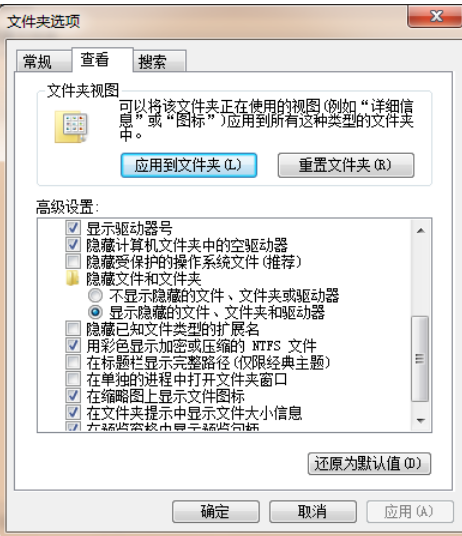 文件夹选项
常规
查看
搜索
文件夹视图
可以将该文件夹正在使用的视图(例如“详细信
息”或“图标”)应用到所有这种类型的文件夹
中。
应用到文件夹(L)
重置文件夹(R)
高级设置:
显示驱动器号
隐藏计算机文件夹中的空驱动器
隐藏受保护的操作系统文件(推荐)
隐藏文件和文件夹
不显示隐藏的文件、文件夹或驱动器
显示隐藏的文件、文件夹和驱动器
隐藏已知文件类型的扩展名
用彩色显示加密或压缩的 NTFS 文件
在标题栏显示完整路径(仅限经典主题)
在单独的进程中打开文件夹窗口
在缩略图上显示文件图标
在文件夹提示中显示文件大小信息
在预览窗格中显示预览句柄
还原为默认值(D)
确定
取消
应用(A)